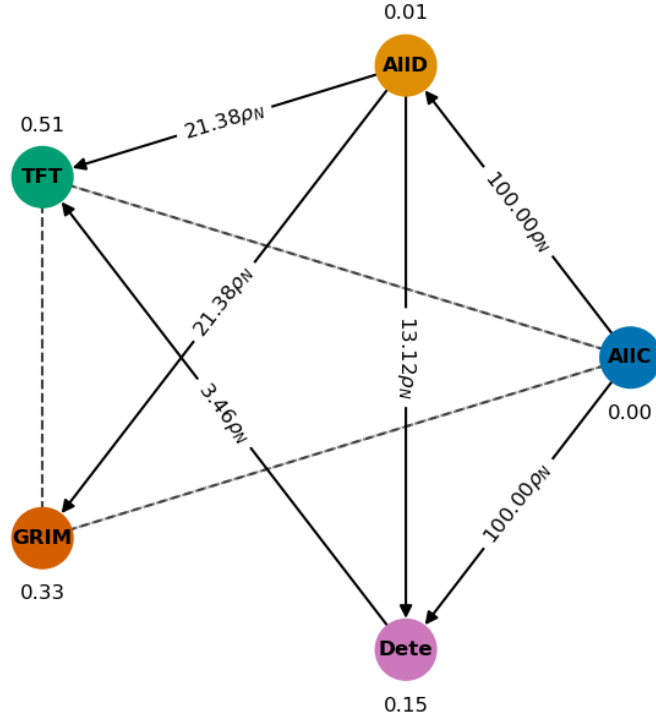 0.01
AllD
21.38ρN
0.51
TFT
100.00ρN
21.38ρN
13.12ρN
AllC
0.00
3.46ρN
100.00ρN
GRIM
0.33
Dete
0.15